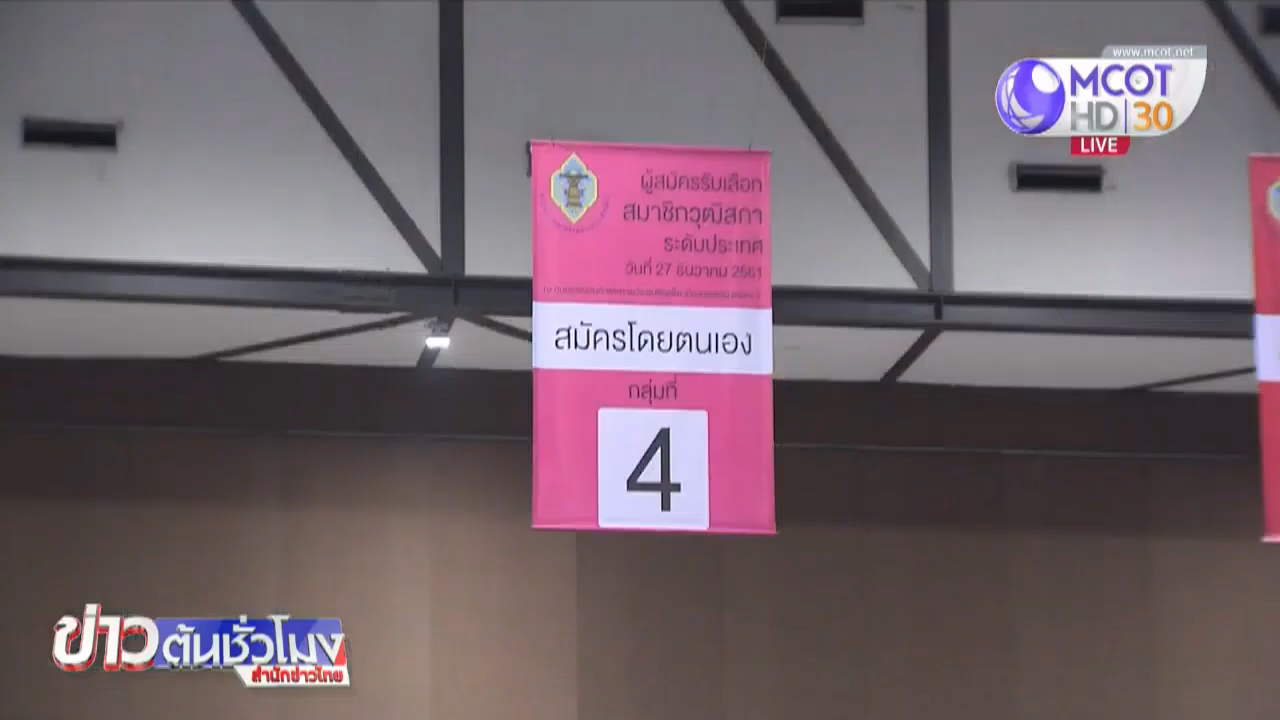 www.mcot.net
MCOT
HD 30
LIVE
ผู้สมัครรับเลือก
สมาชิกวุฒิสภา
ระดับประเทศ
วันที่ 27 ธันวาคม 2561
สมัครโดยตนเอง
กลุ่มที่
4
ข่าวต้นชั่วโมง
สำนักข่าวไทย